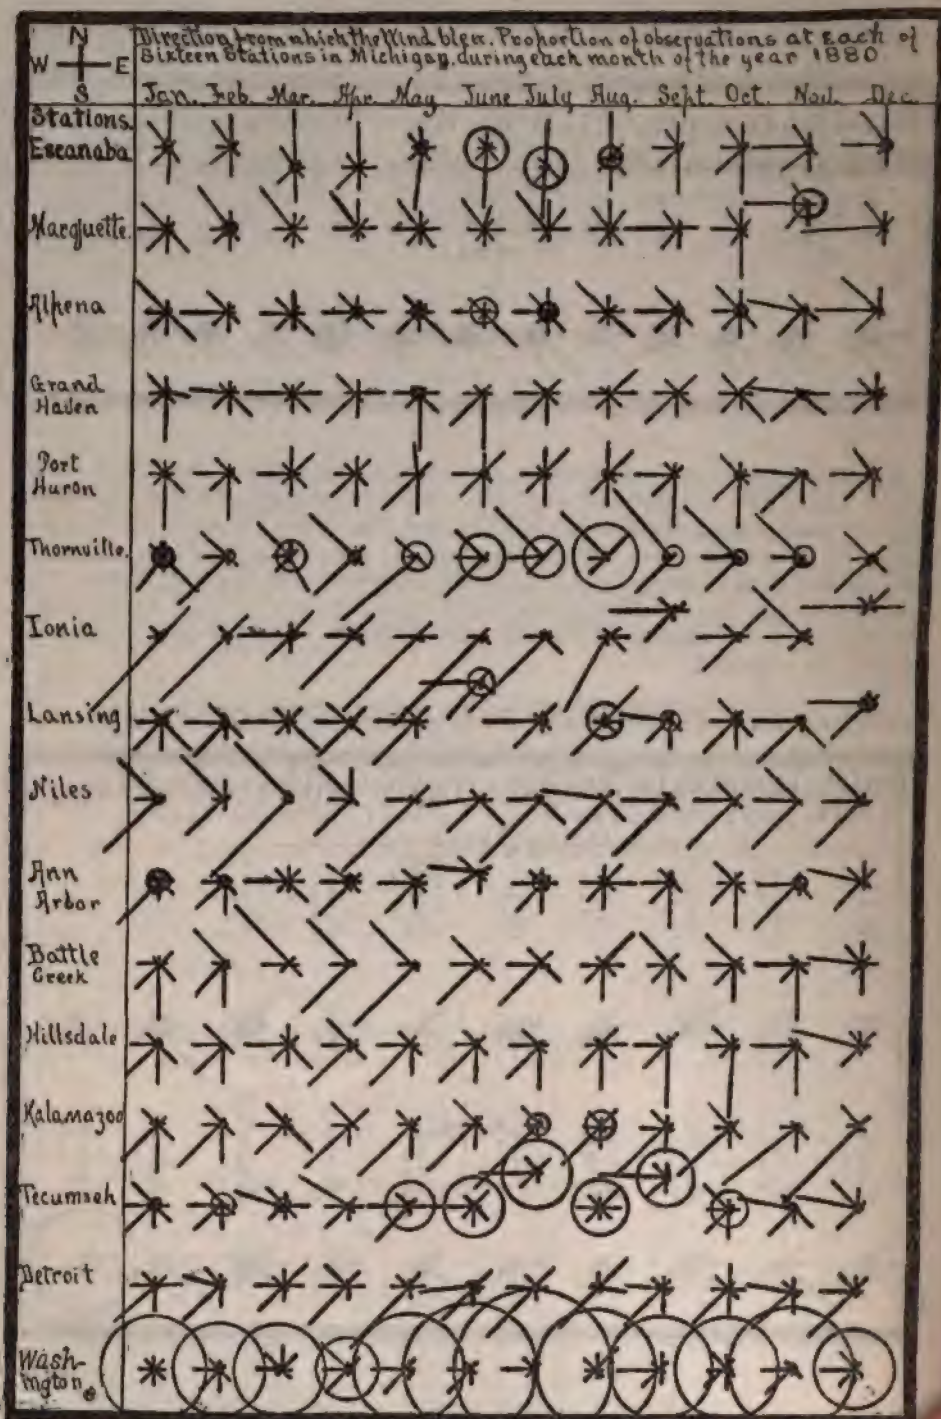 N
W E
S
Direction from which the Wind blew. Proportion of observations at Each of
Sixteen Stations in Michigan, during each month of the year 1880
Jan. Feb. Mar. Apr. May June July Aug. Sept. Oct. Nov. Dec.
Stations.
Escanaba
Marquette.
Alpena
Grand
Haven
Port
Huron
Thornville.
Ionia
Lansing
Niles
Ann
Arbor
Battle
Creek
Hillsdale
Kalamazoo
Tecumseh
Detroit
Wash-
ington